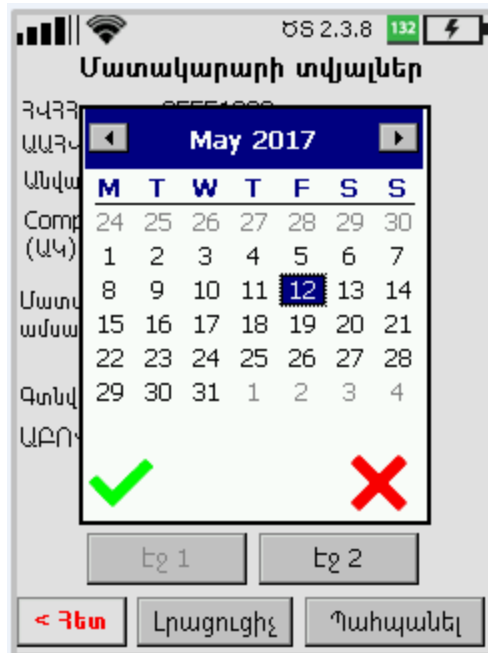 ԾՏ 2.3.8 132
Մատակարարի տվյալներ
ՀՎՀՀ
May 2017
M T W T F S S
24 25 26 27 28 29 30
(ԱԿ) 1 2 3 4 5 6 7
8 9 10 11 12 13 14
15 16 17 18 19 20 21
22 23 24 25 26 27 28
29 30 31 1 2 3 4
Էջ 1 Էջ 2
< Հետ Լրացուցիչ Պահպանել